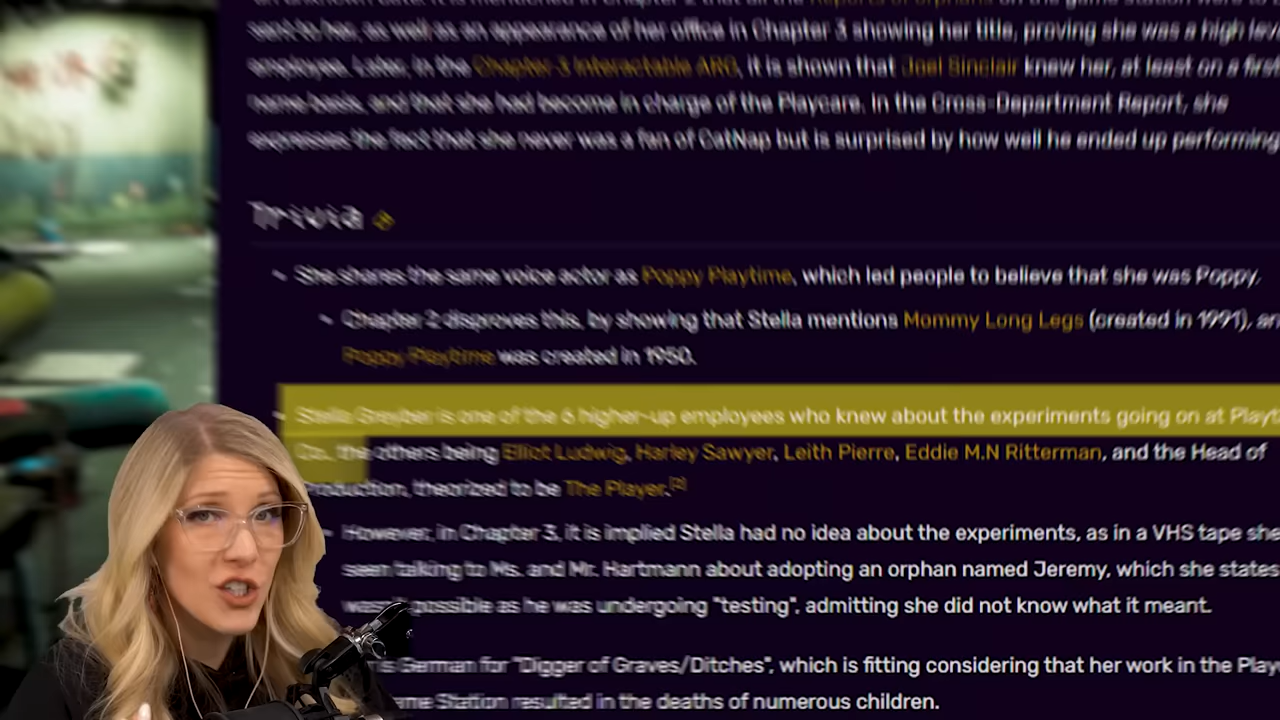 sent to her, as well as an appearance of her office in Chapter 3 showing her title, proving she was a high
employee. Later, in the Chapter 3 Interactable ARG, it is shown that Joel Sinclair knew her, at least on a first
name basis, and that she had become in charge of the Playcare. In the Cross-Department Report, she
expresses the fact that she never was a fan of CatNap but is surprised by how well he ended up performing
Trivia
She shares the same voice actor as Poppy Playtime, which led people to believe that she was Poppy.
Chapter 2 disproves this, by showing that Stella mentions Mommy Long Legs (created in 1991),
Poppy Playtime was created in 1950.
Stella Greyber is one of the 6 higher-up employees who knew about the experiments going on at
Co., the others being Elliot Ludwig, Harley Sawyer, Leith Pierre, Eddie M.N Ritterman, and the Head of
Production, theorized to be The Player.[2]
However, in Chapter 3, it is implied Stella had no idea about the experiments, as in a VHS tape she
seen talking to Ms. and Mr. Hartmann about adopting an orphan named Jeremy, which she states
wasn't possible as he was undergoing "testing", admitting she did not know what it meant.
is German for "Digger of Graves/Ditches", which is fitting considering that her work in the
Station resulted in the deaths of numerous children.